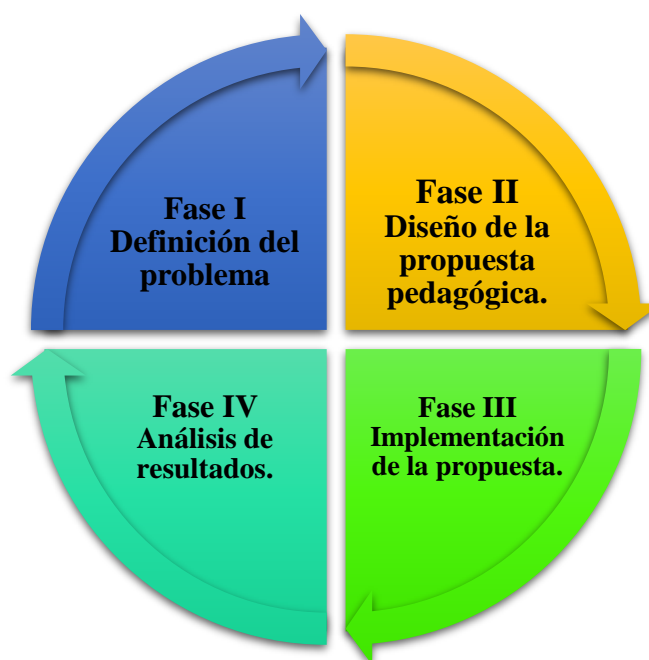 Fase I
Definición del
problema
Fase II
Diseño de la
propuesta
pedagógica.
Fase III
Implementación
de la propuesta.
Fase IV
Análisis de
resultados.